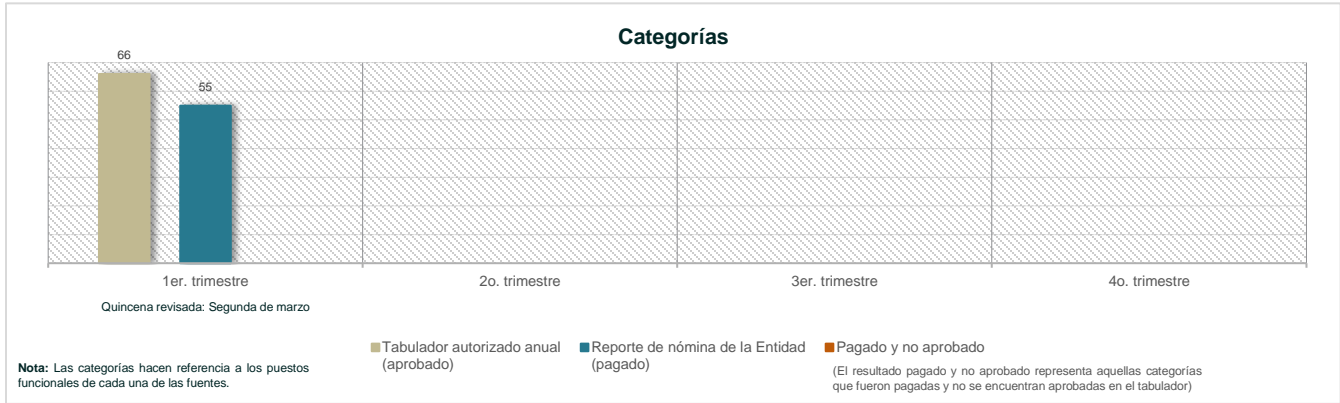 Categorías
66
55
1er. trimestre
2o. trimestre
3er. trimestre
4o. trimestre
Quincena revisada: Segunda de marzo
Tabulador autorizado anual
(aprobado)
Reporte de nómina de la Entidad
(pagado)
Pagado y no aprobado
(El resultado pagado y no aprobado representa aquellas categorías
que fueron pagadas y no se encuentran aprobadas en el tabulador)
Nota: Las categorías hacen referencia a los puestos
funcionales de cada una de las fuentes.